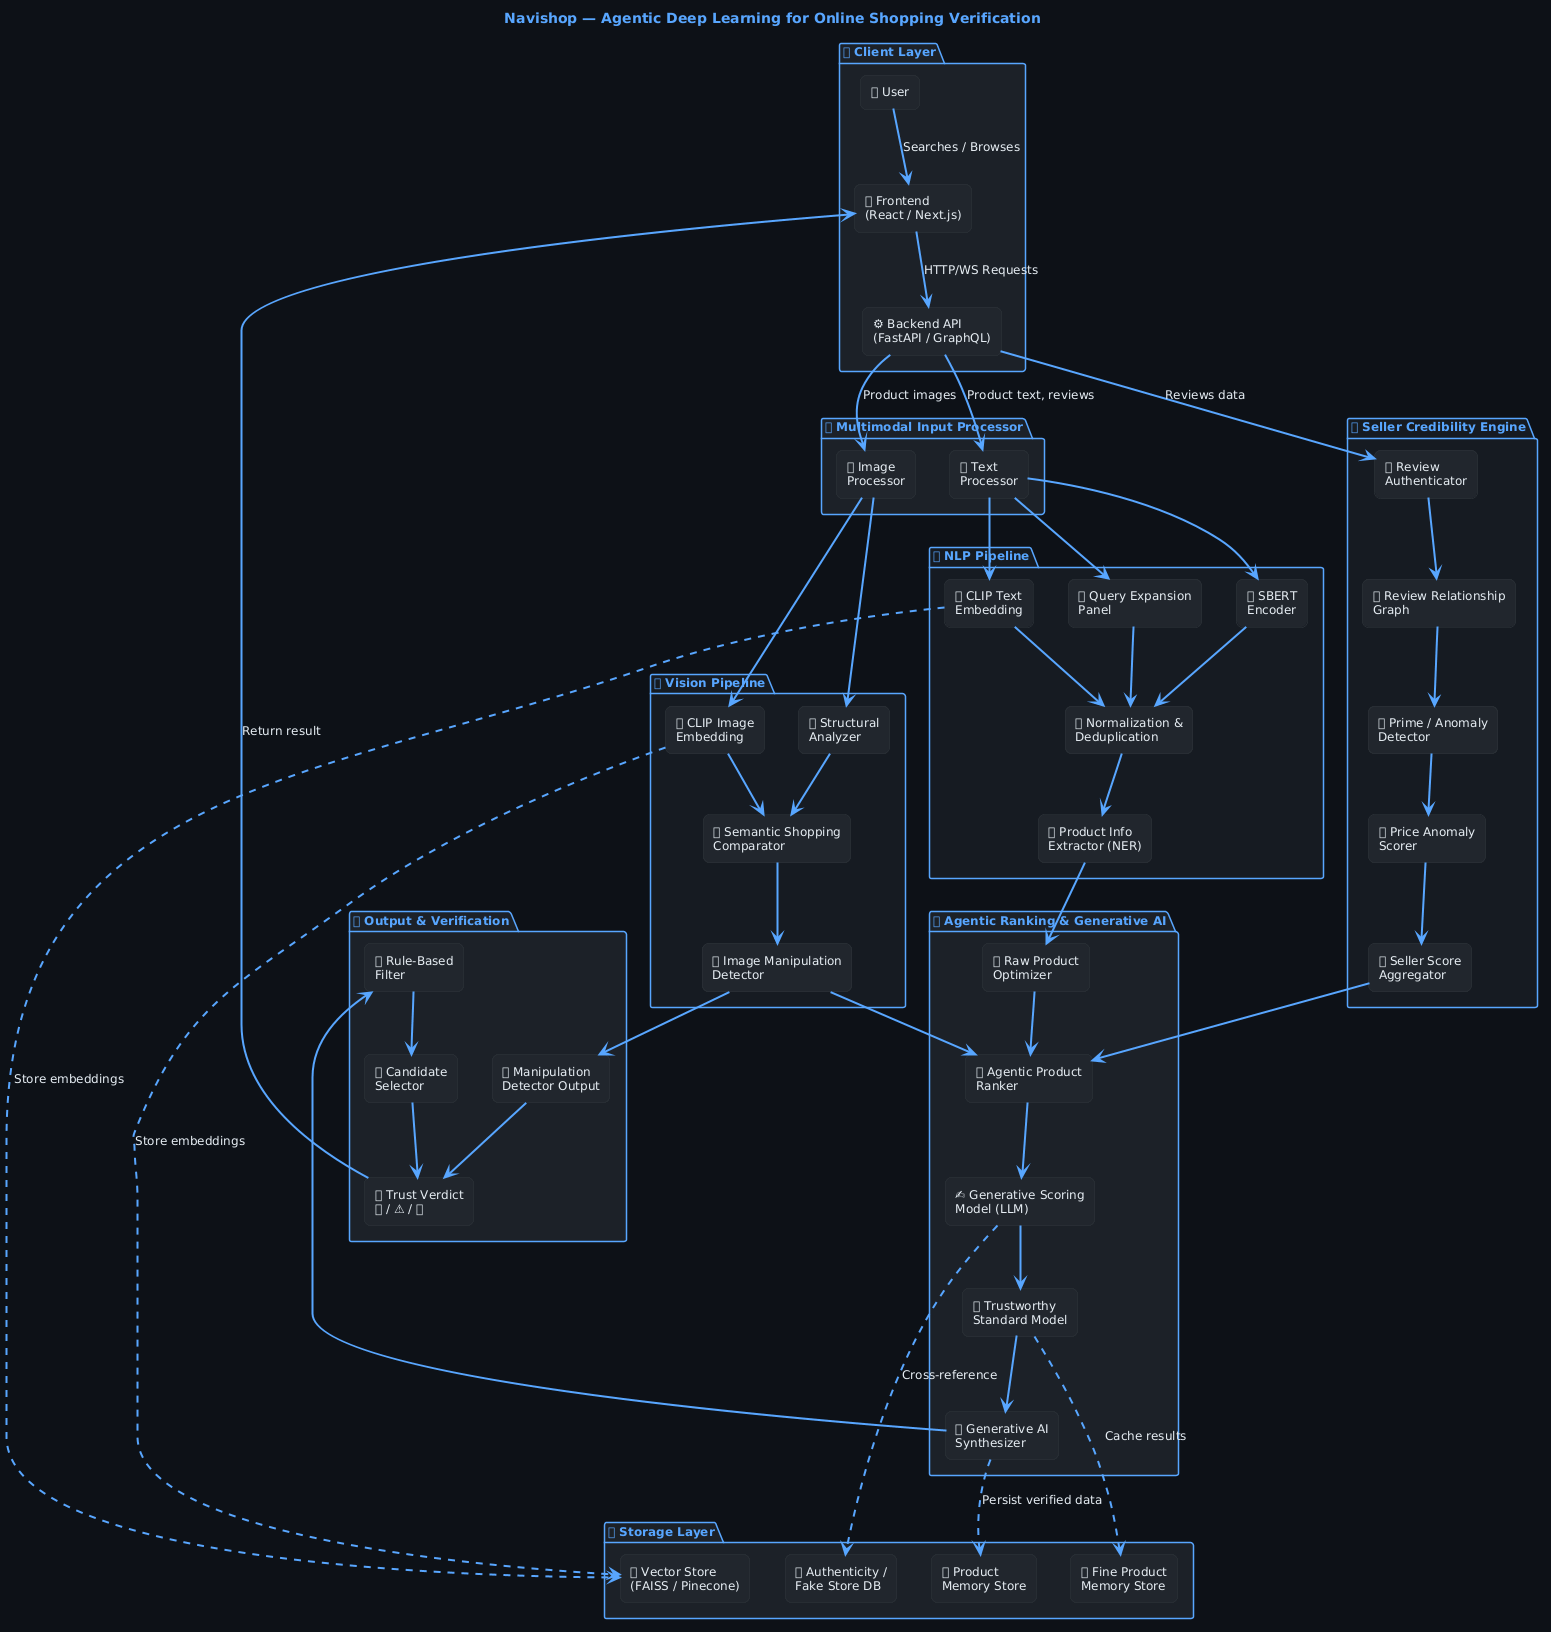 Navishop — Agentic Deep Learning for Online Shopping Verification
Client Layer
User
Searches / Browses
Frontend
(React / Next.js)
HTTP/WS Requests
⚙ Backend API
(FastAPI / GraphQL)
Product images
Product text, reviews
Reviews data
Multimodal Input Processor
Image
Processor
Text
Processor
Seller Credibility Engine
Review
Authenticator
Review Relationship
Graph
Prime / Anomaly
Detector
Price Anomaly
Scorer
Seller Score
Aggregator
NLP Pipeline
CLIP Text
Embedding
Query Expansion
Panel
SBERT
Encoder
Normalization &
Deduplication
Product Info
Extractor (NER)
Vision Pipeline
CLIP Image
Embedding
Structural
Analyzer
Semantic Shopping
Comparator
Image Manipulation
Detector
Return result
Output & Verification
Rule-Based
Filter
Candidate
Selector
Manipulation
Detector Output
Trust Verdict
/ ⚠ /
Agentic Ranking & Generative AI
Raw Product
Optimizer
Agentic Product
Ranker
✍ Generative Scoring
Model (LLM)
Trustworthy
Standard Model
Generative AI
Synthesizer
Store embeddings
Store embeddings
Cross-reference
Cache results
Persist verified data
Storage Layer
Vector Store
(FAISS / Pinecone)
Authenticity /
Fake Store DB
Product
Memory Store
Fine Product
Memory Store